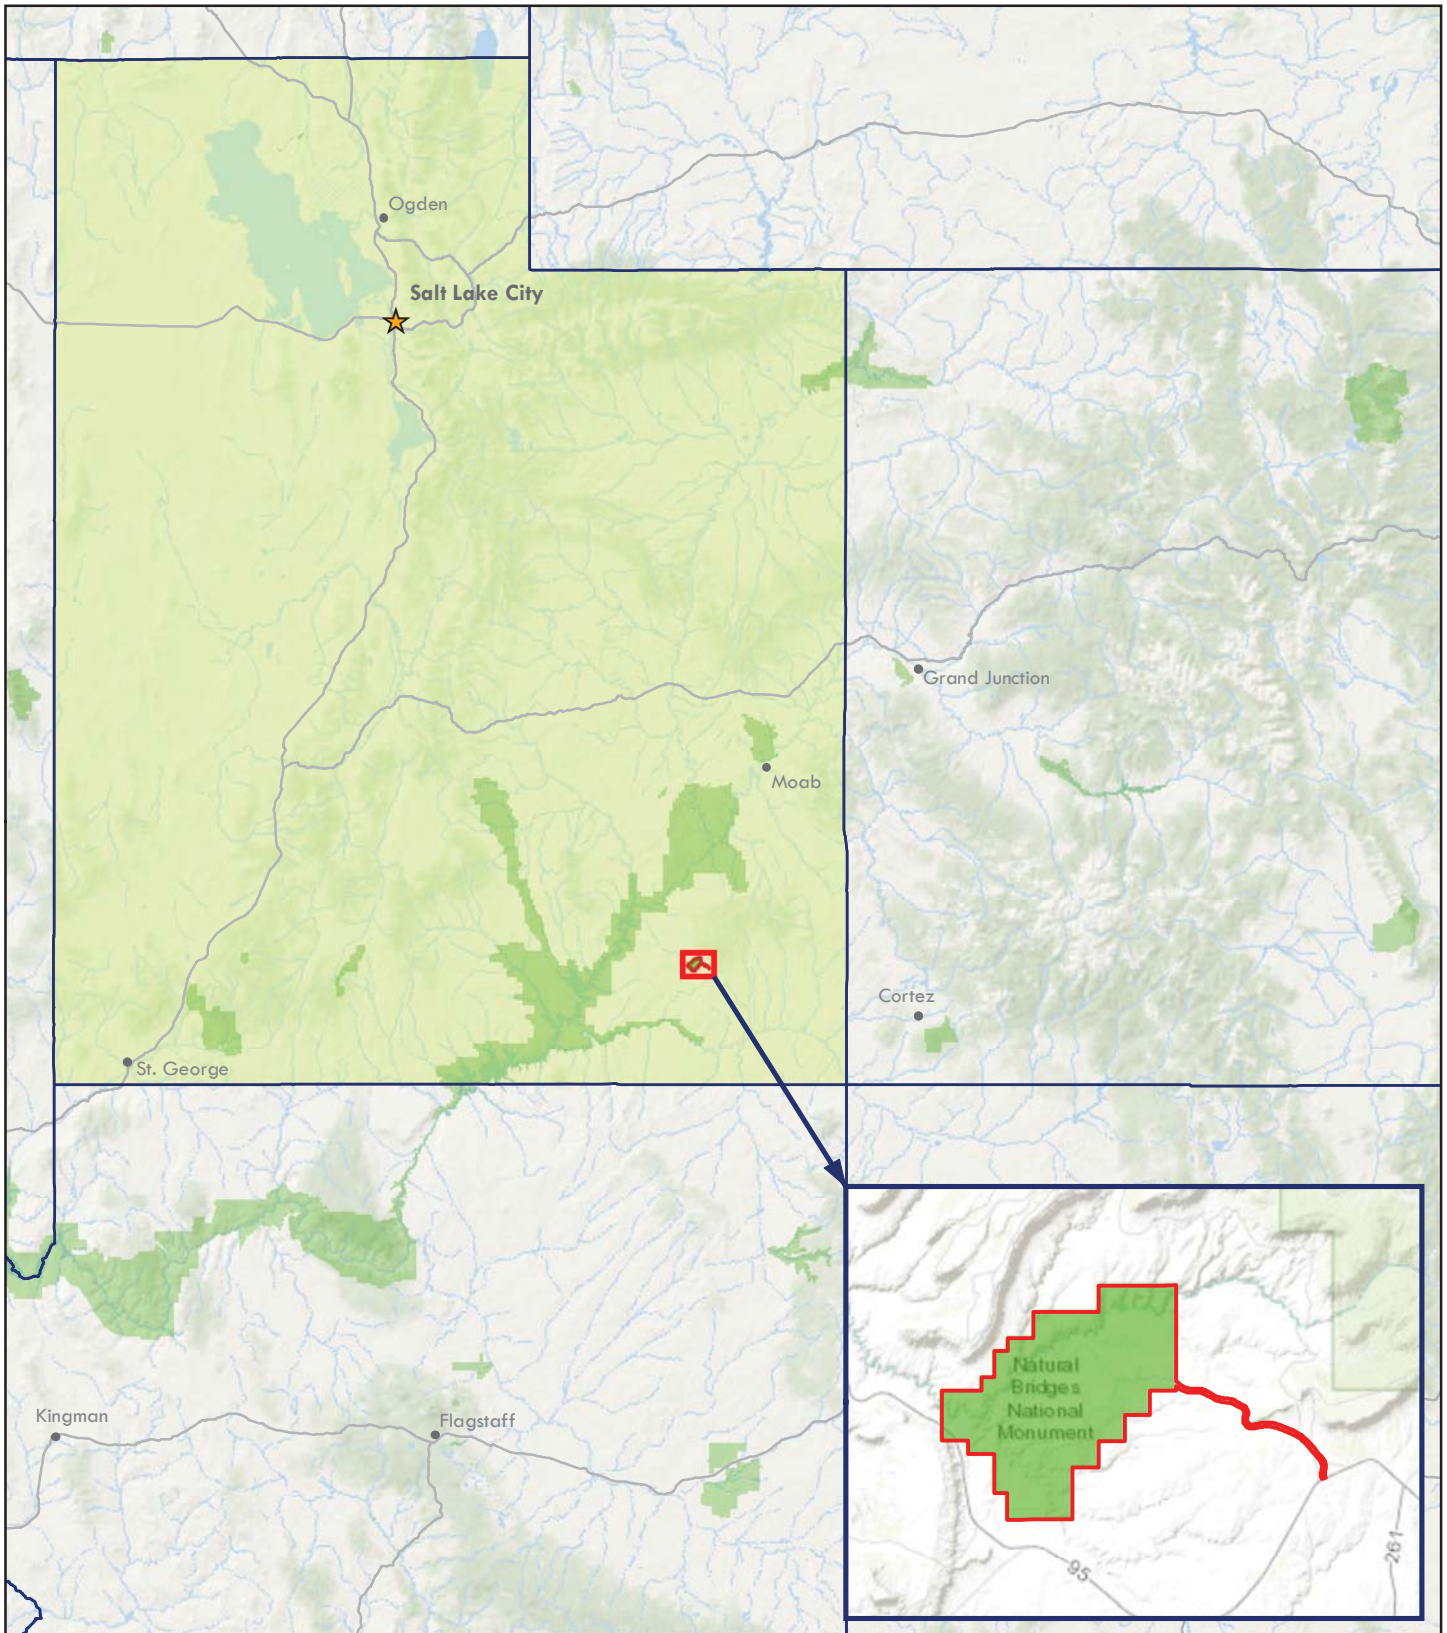 Ogden
Salt Lake City
Grand Junction
Moab
Cortez
St. George
Natural
Bridges
National
Monument
Kingman
Flagstaff
95
261